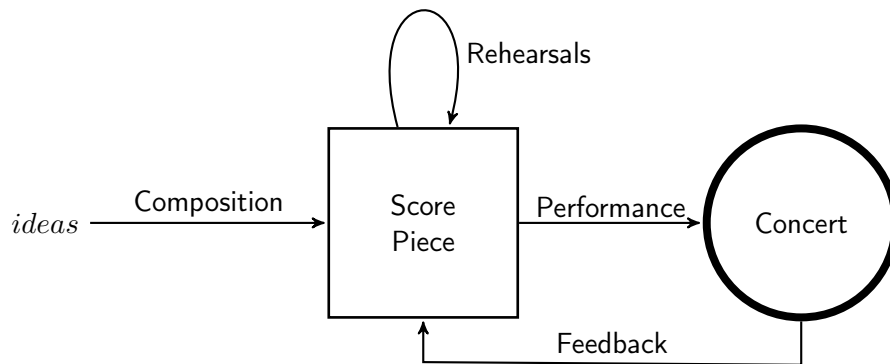 Rehearsals
Composition
ideas
Score
Piece
Performance
Concert
Feedback